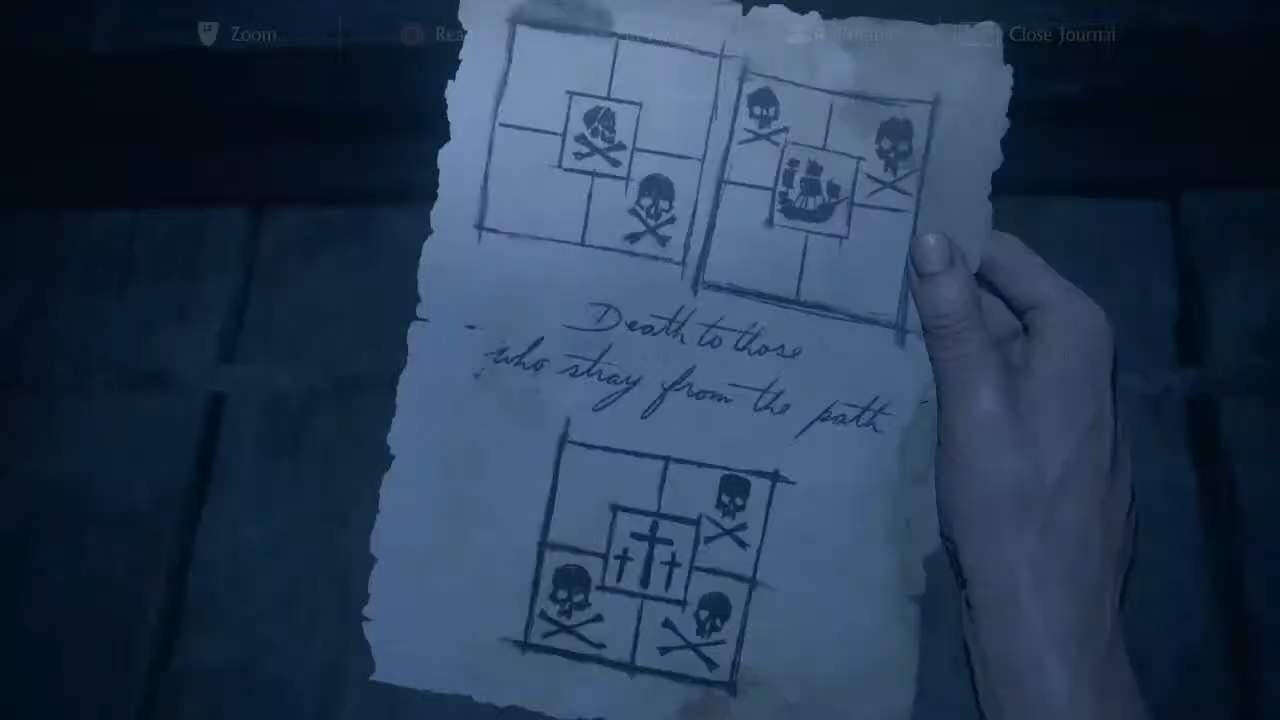 Zoom
Close Journal
Death to those
who stray from the path